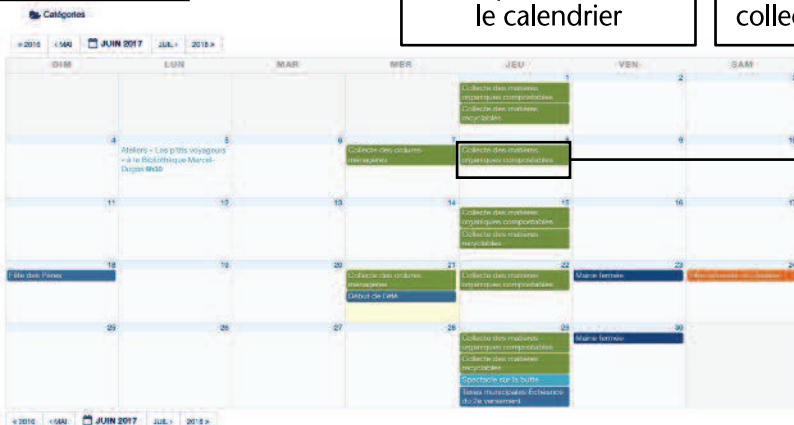 le calendrier
collec
Catégories
« 2016 ‹ MAI JUIN 2017 JUIL › 2018 »
DIM LUN MAR MER JEU VEN SAM
1 2 3
Collecte des matières
organiques compostables
Collecte des matières
recyclables
4 5 6 7 8 9 10
Ateliers - Les p'tits voyageurs
- à la Bibliothèque Marcel-
Dugas 9h30
Collecte des ordures
ménagères
Collecte des matières
organiques compostables
11 12 13 14 15 16 17
Collecte des matières
organiques compostables
Collecte des matières
recyclables
18 19 20 21 22 23 24
Fête des Pères
Collecte des ordures
ménagères
Début de l'été
Collecte des matières
organiques compostables
Mairie fermée
25 26 27 28 29 30
Collecte des matières
organiques compostables
Collecte des matières
recyclables
Spectacle sur la butte
Taxes municipales Échéance
du 2e versement
Mairie fermée
« 2016 ‹ MAI JUIN 2017 JUIL › 2018 »